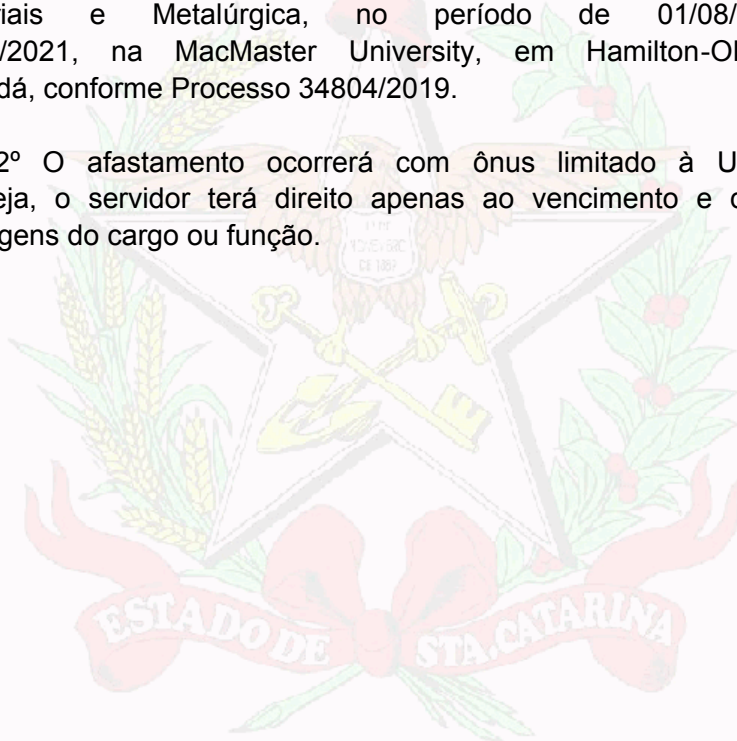 riais e Metalúrgica, no período de 01/08/
/2021, na MacMaster University, em Hamilton-O
dá, conforme Processo 34804/2019.
2º O afastamento ocorrerá com ônus limitado à U
eja, o servidor terá direito apenas ao vencimento e
gens do cargo ou função.
ESTADO DE STA. CATARINA